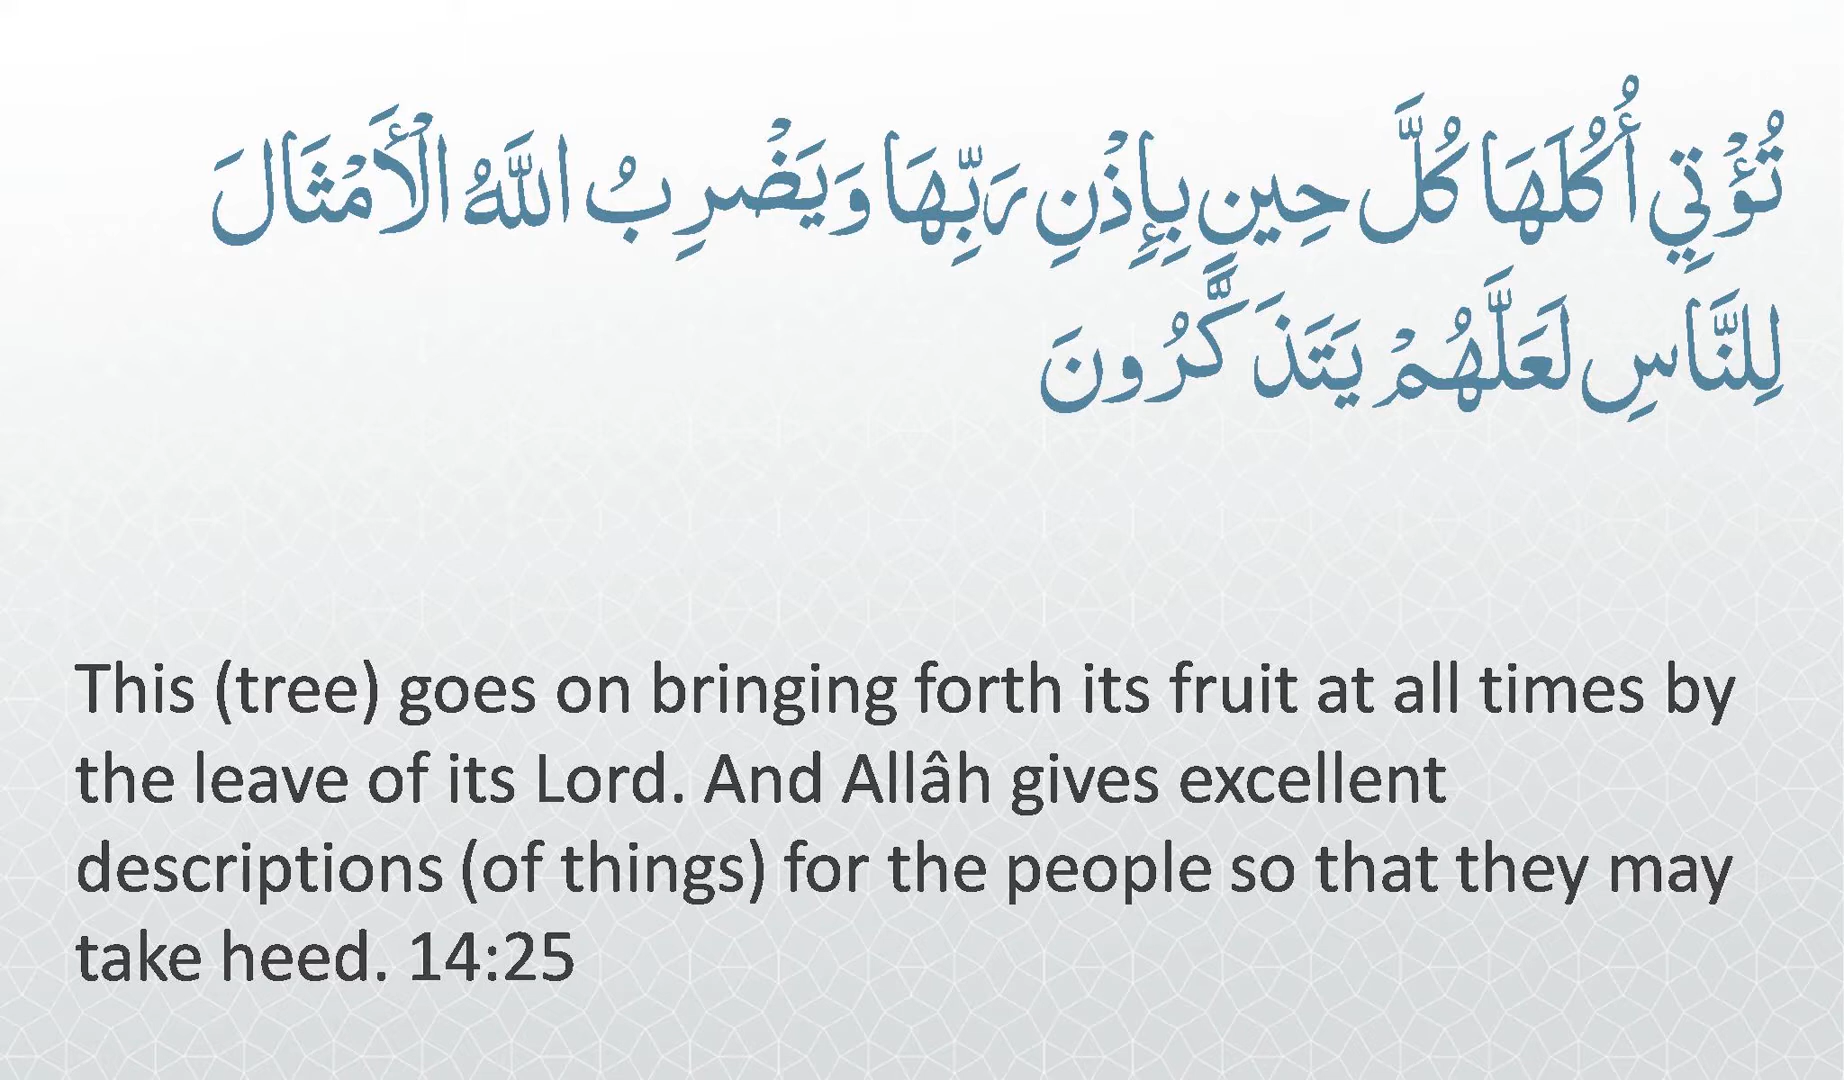 تُؤْتِي أُكُلَهَا كُلَّ حِينٍ بِإِذْنِ رَبِّهَا وَيَضْرِبُ اللَّهُ الْأَمْثَالَ
لِلنَّاسِ لَعَلَّهُمْ يَتَذَكَّرُونَ
This (tree) goes on bringing forth its fruit at all times by
the leave of its Lord. And Allâh gives excellent
descriptions (of things) for the people so that they may
take heed. 14:25